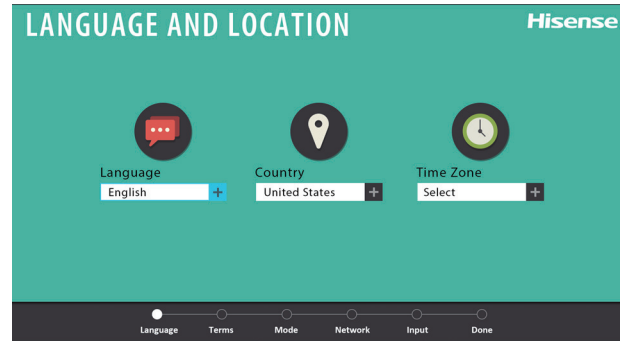 LANGUAGE AND LOCATION Hisense
Language Country Time Zone
English + United States + Select +
Language Terms Mode Network Input Done